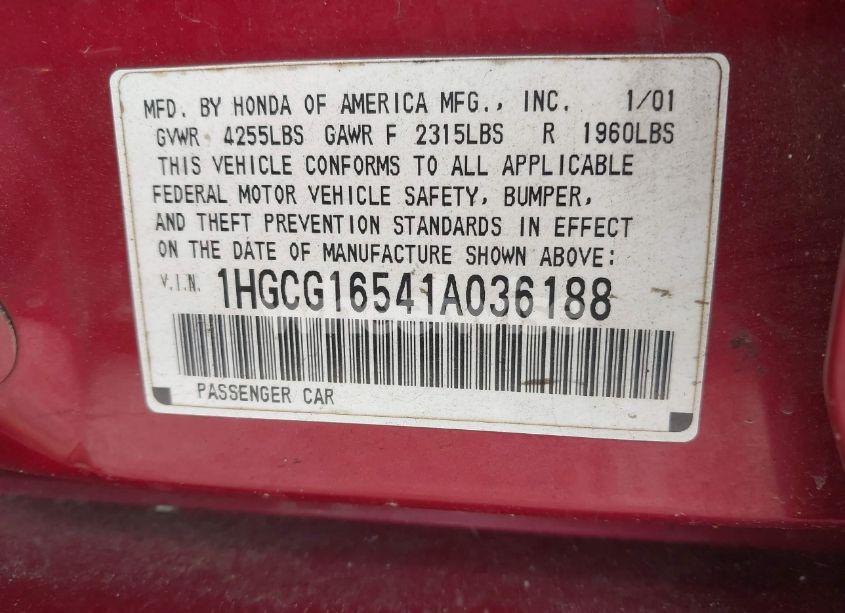 MFD. BY HONDA OF AMERICA MFG., INC. 1/01
GVWR 4255LBS GAWR F 2315LBS R 1960LBS
THIS VEHICLE CONFORMS TO ALL APPLICABLE
FEDERAL MOTOR VEHICLE SAFETY, BUMPER,
AND THEFT PREVENTION STANDARDS IN EFFECT
ON THE DATE OF MANUFACTURE SHOWN ABOVE:
V.I.N. 1HGCG16541A036188
PASSENGER CAR